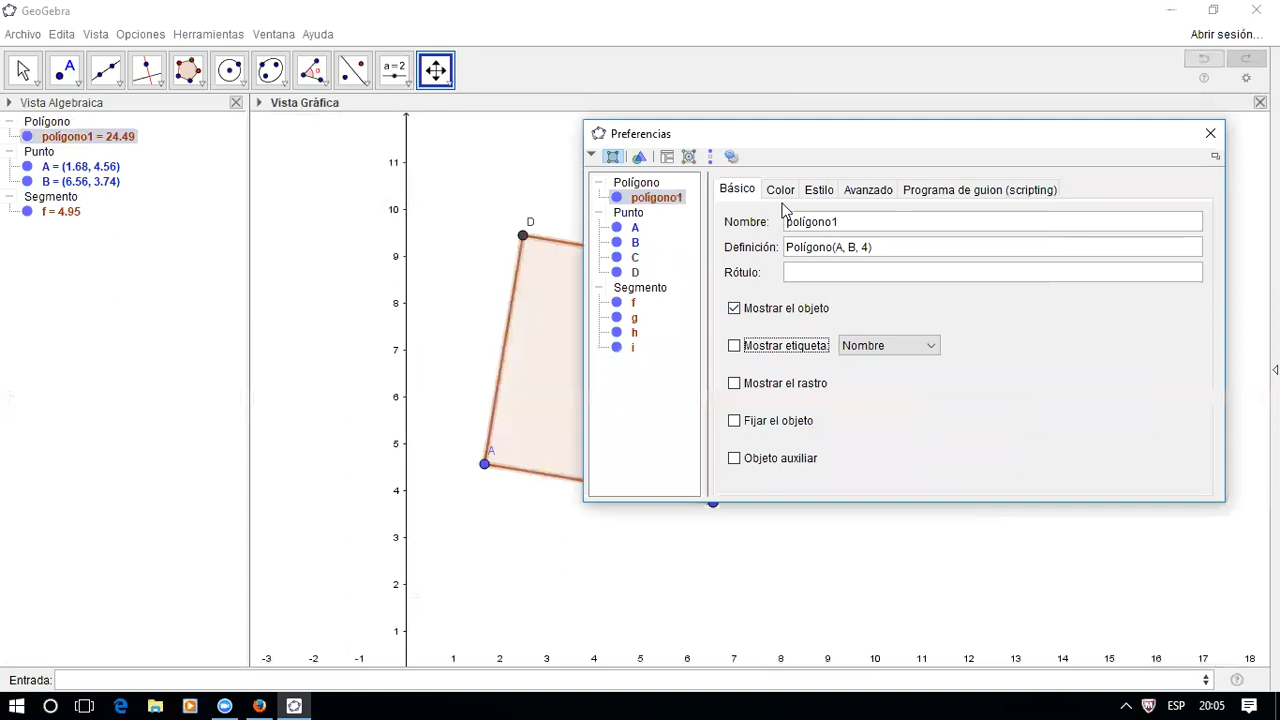 GeoGebra
Archivo Edita Vista Opciones Herramientas Ventana Ayuda
Abrir sesión...
A
α
a=2
Vista Algebraica
Polígono
polígono1 = 24.49
Punto
A = (1.68, 4.56)
B = (6.56, 3.74)
Segmento
f = 4.95
Vista Gráfica
11
10
9
8
7
6
5
4
3
2
1
-3 -2 -1 1 2 3 4 5 6 7 8 9 10 11 12 13 14 15 16 17 18
D
A
Preferencias
Polígono
polígono1
Punto
A
B
C
D
Segmento
f
g
h
i
Básico Color Estilo Avanzado Programa de guion (scripting)
Nombre: polígono1
Definición: Polígono(A, B, 4)
Rótulo:
Mostrar el objeto
Mostrar etiqueta: Nombre
Mostrar el rastro
Fijar el objeto
Objeto auxiliar
Entrada:
ESP 20:05